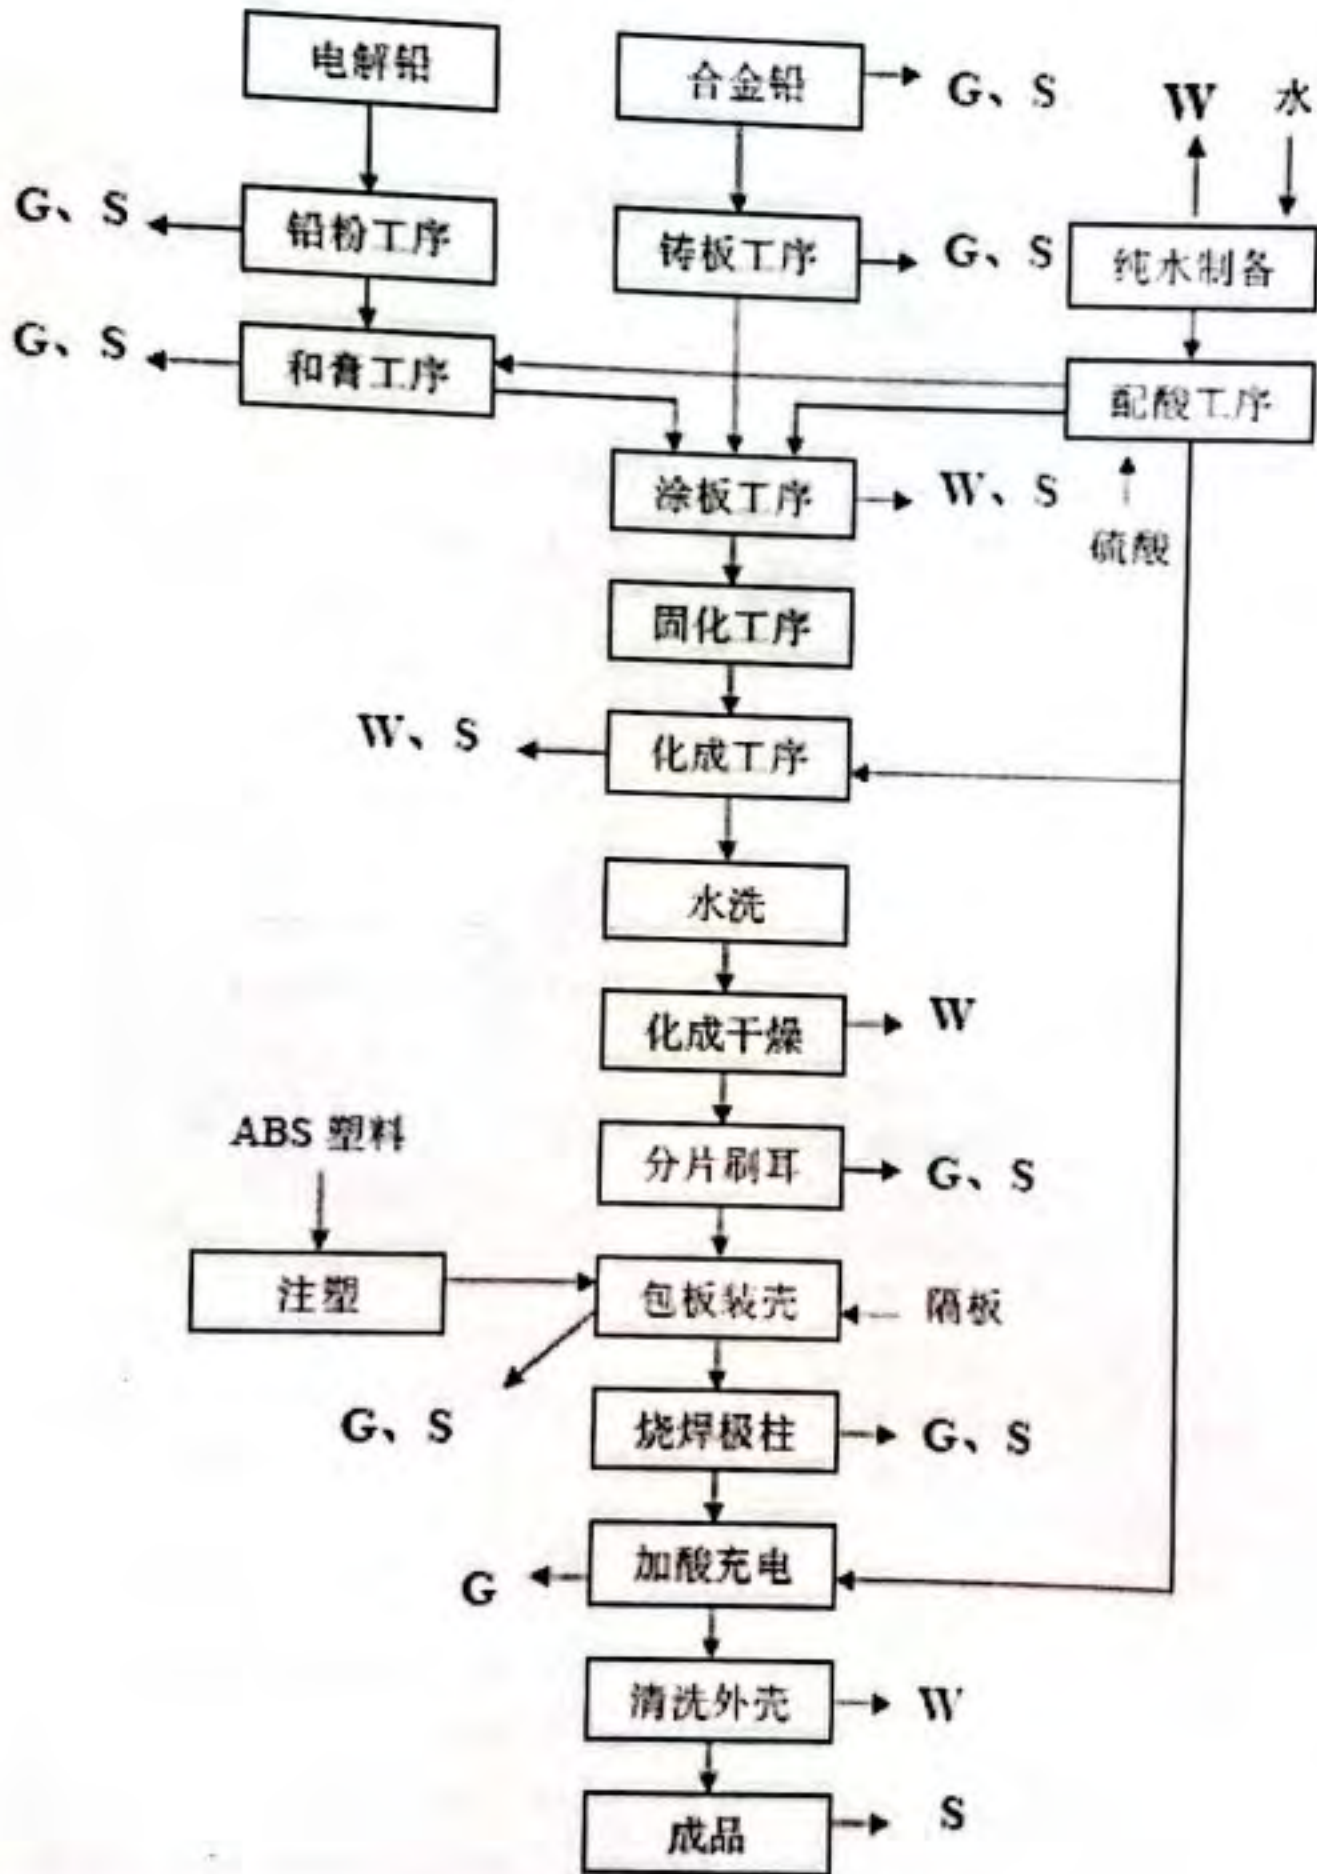 电解铅
合金铅
G、S
W
水
G、S
铅粉工序
铸板工序
G、S
纯水制备
G、S
和膏工序
配酸工序
涂板工序
W、S
硫酸
固化工序
W、S
化成工序
水洗
化成干燥
W
ABS 塑料
分片刷耳
G、S
注塑
包板装壳
隔板
G、S
烧焊极柱
G、S
加酸充电
G
清洗外壳
W
成品
S